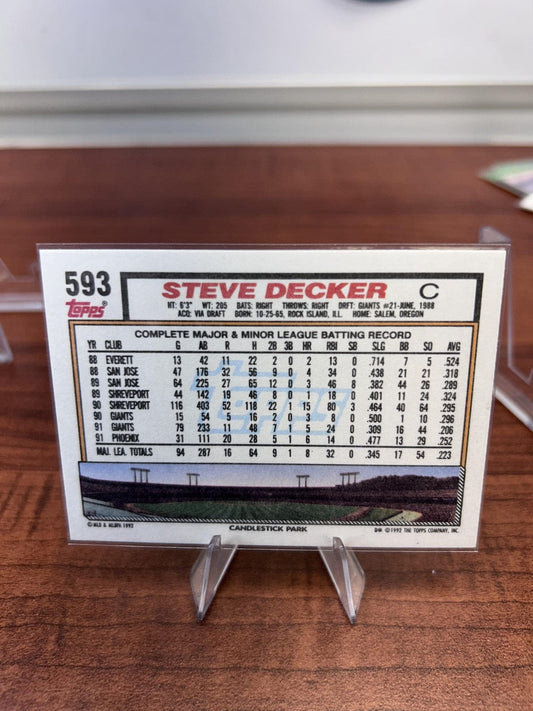 593 STEVE DECKER C
Topps®
HT: 6'3" WT: 205 BATS: RIGHT THROWS: RIGHT DRFT: GIANTS #21-JUNE, 1988
ACQ: VIA DRAFT BORN: 10-25-65, ROCK ISLAND, ILL. HOME: SALEM, OREGON
COMPLETE MAJOR & MINOR LEAGUE BATTING RECORD
YR CLUB G AB R H 2B 3B HR RBI SB SLG BB SO AVG
88 EVERETT 13 42 11 22 2 0 2 13 0 .714 7 5 .524
88 SAN JOSE 47 176 31 56 9 0 4 34 0 .438 21 21 .318
89 SAN JOSE 64 225 27 65 12 0 3 46 8 .382 44 26 .289
89 SHREVEPORT 44 142 19 46 8 0 1 18 0 .401 11 24 .324
90 SHREVEPORT 116 403 52 118 22 1 15 80 3 .464 40 64 .295
90 GIANTS 15 54 5 16 2 0 3 8 0 .500 1 10 .296
91 GIANTS 79 233 11 48 7 1 5 24 0 .309 16 44 .206
91 PHOENIX 31 111 20 28 5 1 6 14 0 .477 13 29 .252
MAJ. LEA. TOTALS 94 287 16 64 9 1 8 32 0 .345 17 54 .223
©MLB & MLBPA 1992 CANDLESTICK PARK ©1992 THE TOPPS COMPANY, INC.